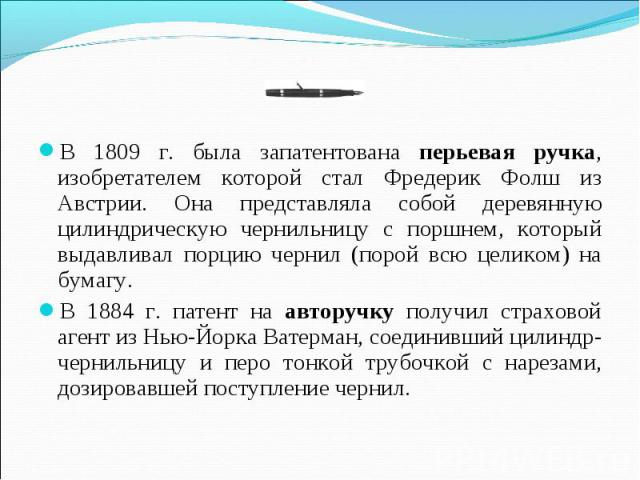 В 1809 г. была запатентована перьевая ручка,
изобретателем которой стал Фредерик Фолш из
Австрии. Она представляла собой деревянную
цилиндрическую чернильницу с поршнем, который
выдавливал порцию чернил (порой всю целиком) на
бумагу.
В 1884 г. патент на авторучку получил страховой
агент из Нью-Йорка Ватерман, соединивший цилиндр-
чернильницу и перо тонкой трубочкой с нарезами,
дозировавшей поступление чернил.